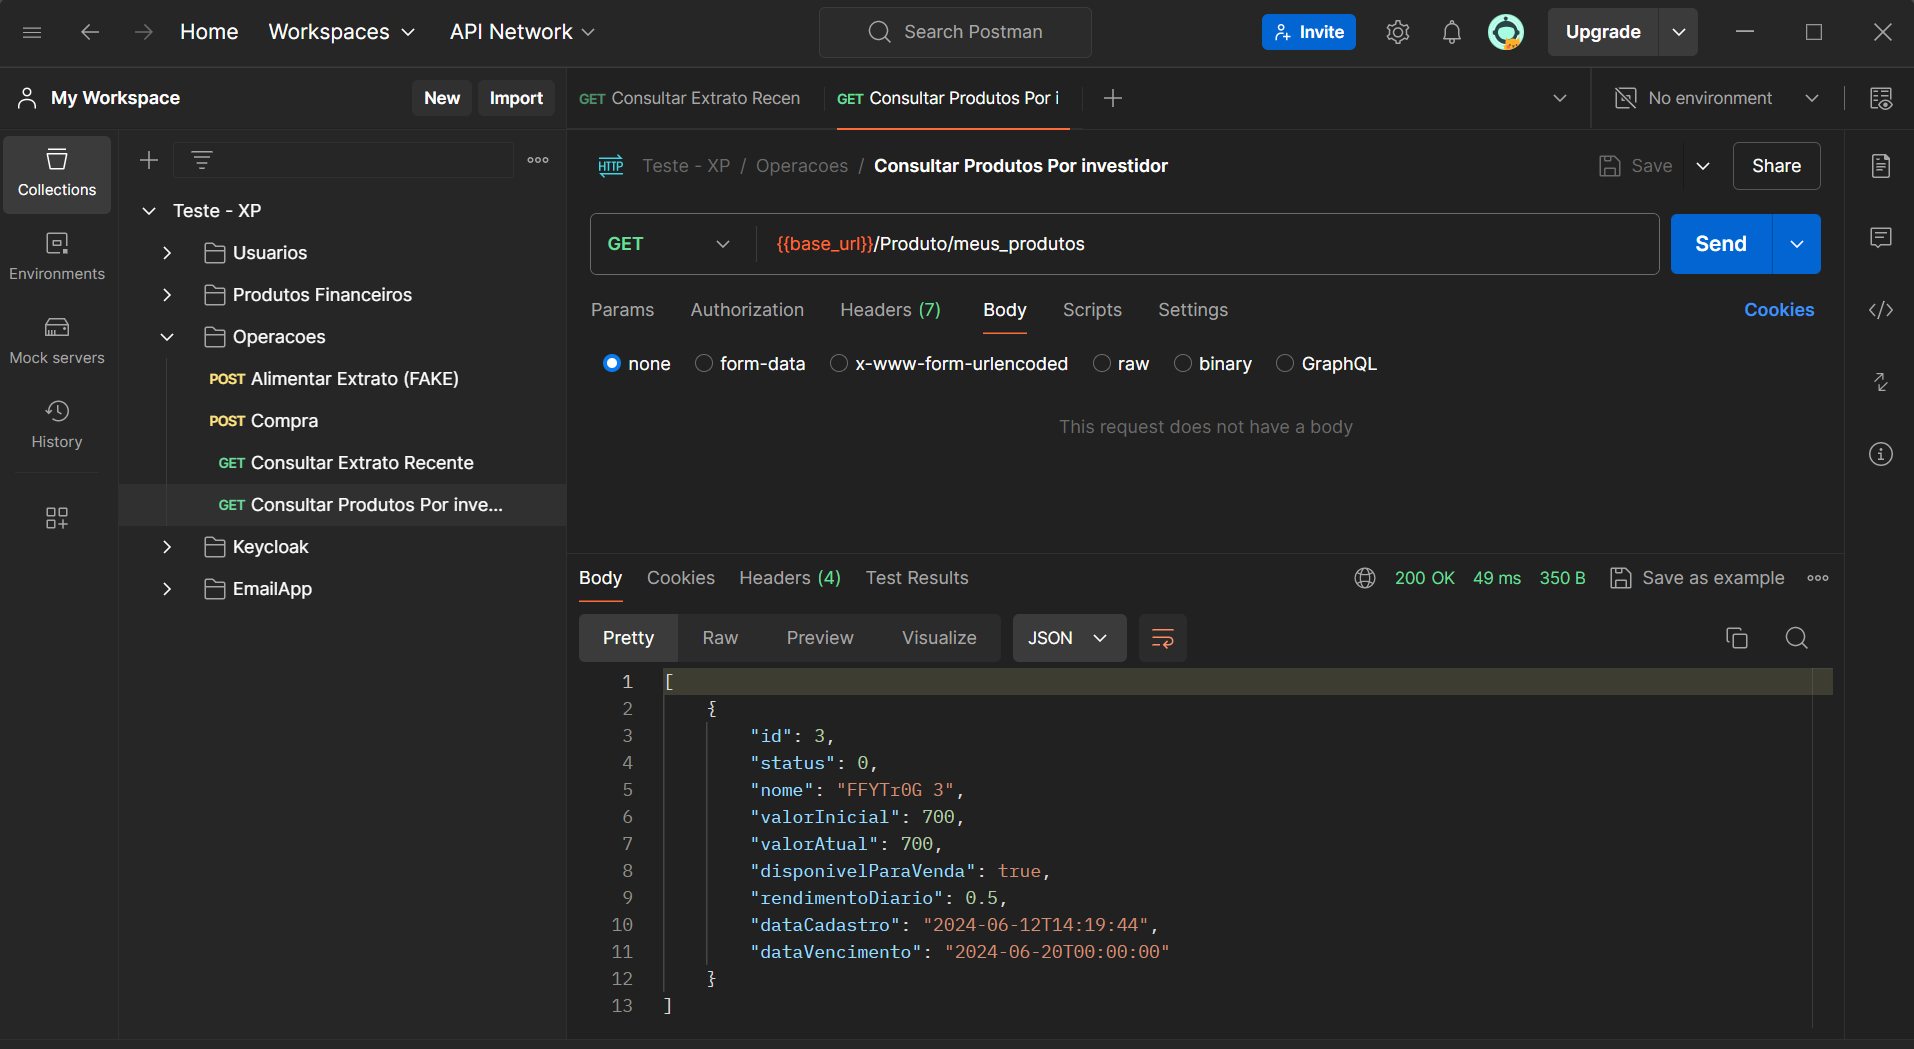 Home
Workspaces
API Network
Search Postman
Invite
Upgrade
My Workspace
New
Import
GET Consultar Extrato Recen
GET Consultar Produtos Por i
No environment
Collections
Environments
Mock servers
History
Teste - XP
Usuarios
Produtos Financeiros
Operacoes
POST Alimentar Extrato (FAKE)
POST Compra
GET Consultar Extrato Recente
GET Consultar Produtos Por inve...
Keycloak
EmailApp
HTTP Teste - XP / Operacoes / Consultar Produtos Por investidor
Save
Share
GET
{{base_url}}/Produto/meus_produtos
Send
Params
Authorization
Headers (7)
Body
Scripts
Settings
Cookies
none
form-data
x-www-form-urlencoded
raw
binary
GraphQL
This request does not have a body
Body
Cookies
Headers (4)
Test Results
200 OK
49 ms
350 B
Save as example
Pretty
Raw
Preview
Visualize
JSON
1 [
2 {
3 "id": 3,
4 "status": 0,
5 "nome": "FFYTr0G 3",
6 "valorInicial": 700,
7 "valorAtual": 700,
8 "disponivelParaVenda": true,
9 "rendimentoDiario": 0.5,
10 "dataCadastro": "2024-06-12T14:19:44",
11 "dataVencimento": "2024-06-20T00:00:00"
12 }
13 ]